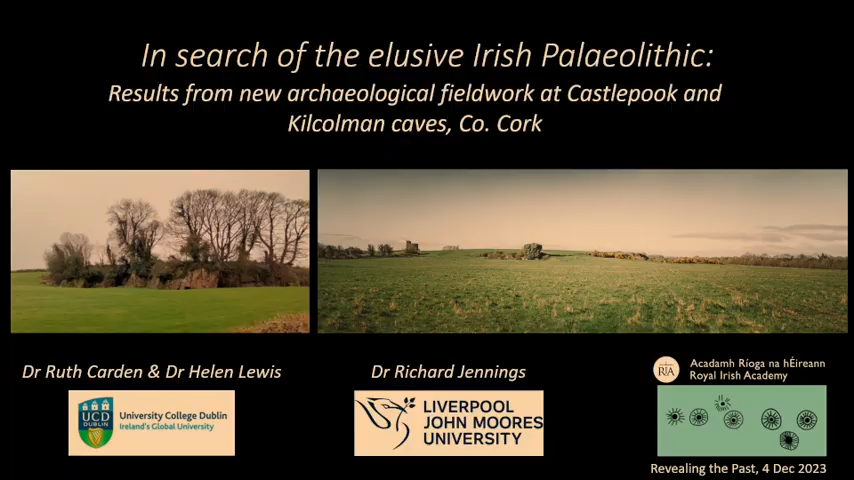 In search of the elusive Irish Palaeolithic:
Results from new archaeological fieldwork at Castlepook and
Kilcolman caves, Co. Cork
Dr Ruth Carden & Dr Helen Lewis
Dr Richard Jennings
UCD
DUBLIN
University College Dublin
Ireland's Global University
LIVERPOOL
JOHN MOORES
UNIVERSITY
RIA
Acadamh Ríoga na hÉireann
Royal Irish Academy
Revealing the Past, 4 Dec 2023